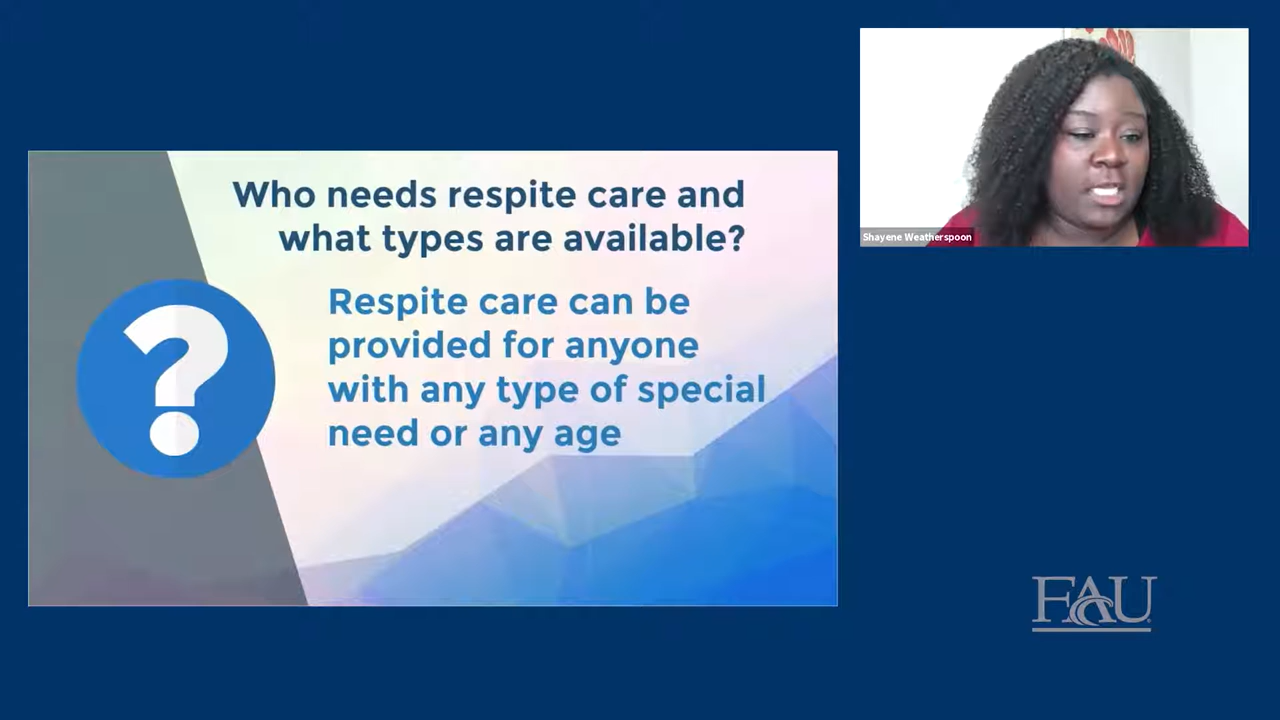 Who needs respite care and
what types are available?
Respite care can be
provided for anyone
with any type of special
need or any age
?
Shayene Weatherspoon
FAU